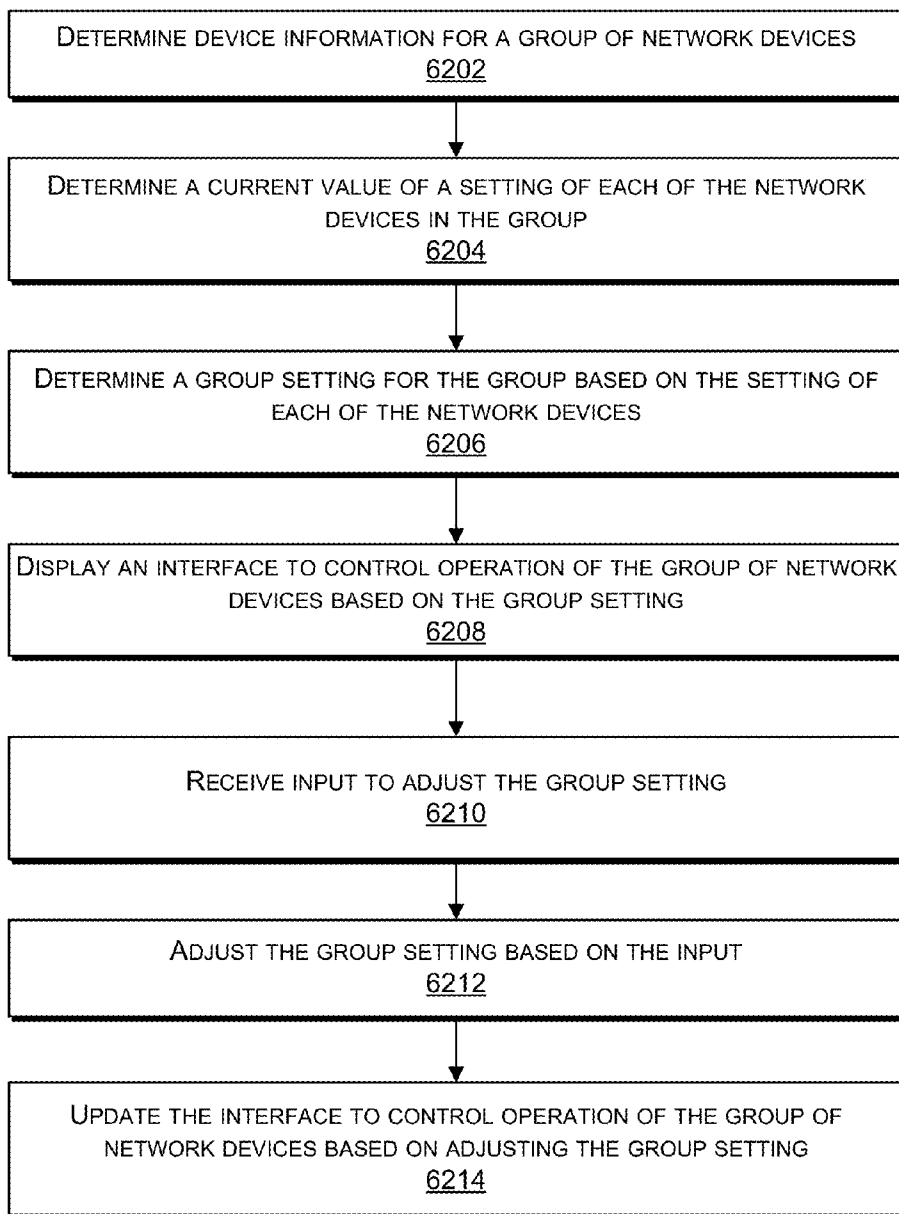 DETERMINE DEVICE INFORMATION FOR A GROUP OF NETWORK DEVICES
6202
DETERMINE A CURRENT VALUE OF A SETTING OF EACH OF THE NETWORK
DEVICES IN THE GROUP
6204
DETERMINE A GROUP SETTING FOR THE GROUP BASED ON THE SETTING OF
EACH OF THE NETWORK DEVICES
6206
DISPLAY AN INTERFACE TO CONTROL OPERATION OF THE GROUP OF NETWORK
DEVICES BASED ON THE GROUP SETTING
6208
RECEIVE INPUT TO ADJUST THE GROUP SETTING
6210
ADJUST THE GROUP SETTING BASED ON THE INPUT
6212
UPDATE THE INTERFACE TO CONTROL OPERATION OF THE GROUP OF
NETWORK DEVICES BASED ON ADJUSTING THE GROUP SETTING
6214